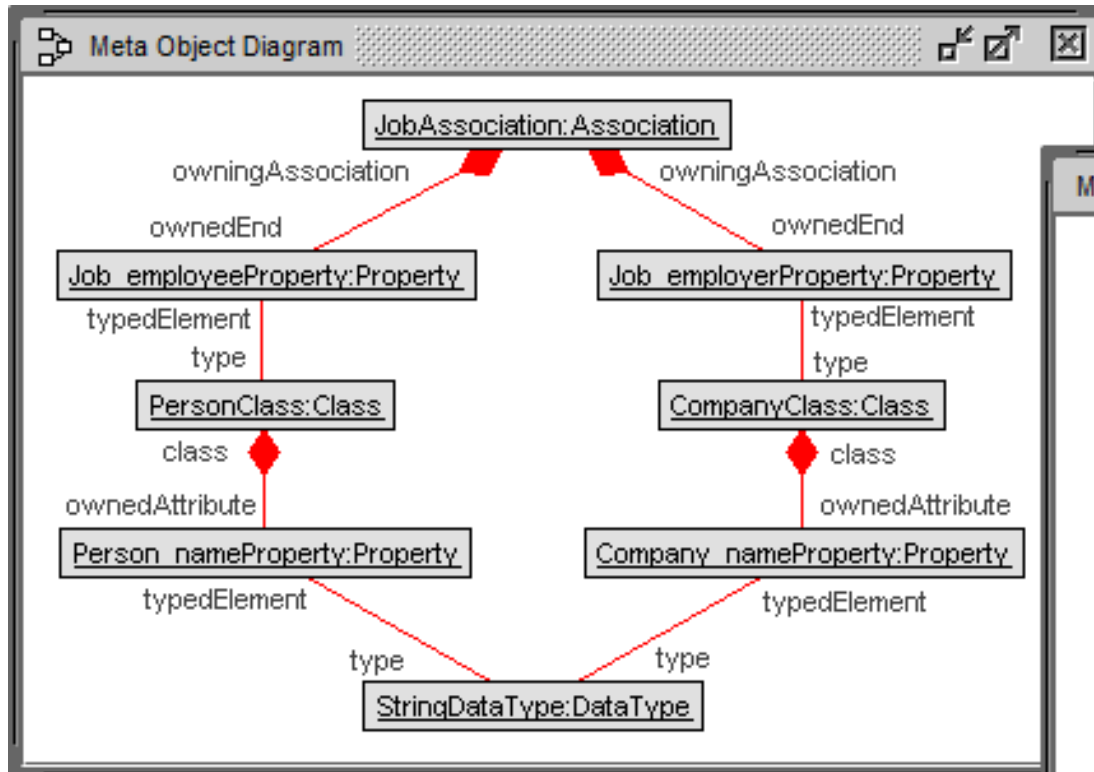 Meta Object Diagram
JobAssociation:Association
owningAssociation owningAssociation
M
ownedEnd ownedEnd
Job_employeeProperty:Property Job_employerProperty:Property
typedElement typedElement
type type
PersonClass:Class CompanyClass:Class
class class
ownedAttribute ownedAttribute
Person_nameProperty:Property Company_nameProperty:Property
typedElement typedElement
type type
StringDataType:DataType